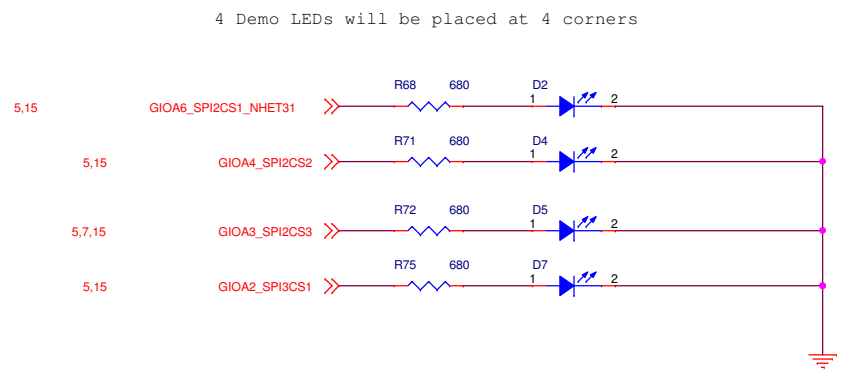 4 Demo LEDs will be placed at 4 corners
R68 680 D2
5,15 GIOA6_SPI2CS1_NHET31 1 2
R71 680 D4
5,15 GIOA4_SPI2CS2 1 2
R72 680 D5
5,7,15 GIOA3_SPI2CS3 1 2
R75 680 D7
5,15 GIOA2_SPI3CS1 1 2